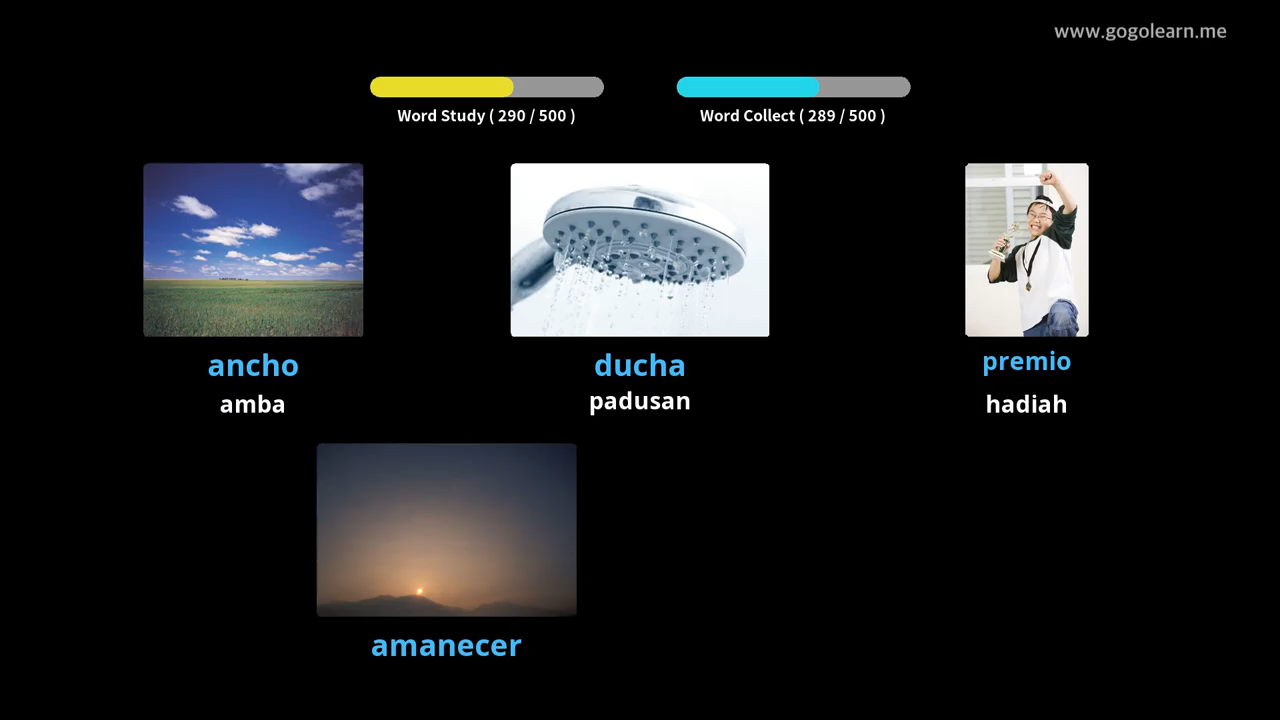 www.gogolearn.me
Word Study ( 290 / 500 )
Word Collect ( 289 / 500 )
ancho
ducha
premio
amba
padusan
hadiah
amanecer